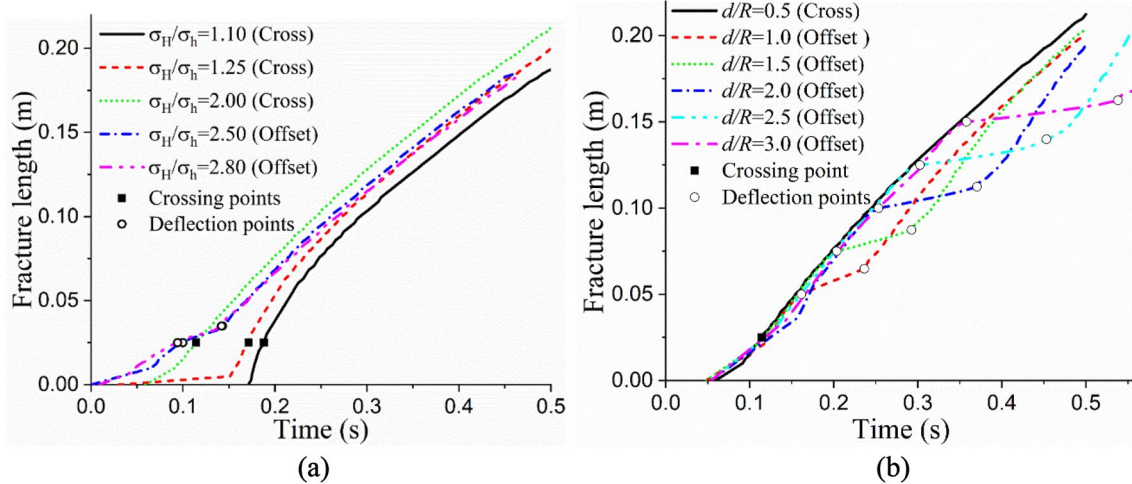 σH/σh=1.10 (Cross)
σH/σh=1.25 (Cross)
σH/σh=2.00 (Cross)
σH/σh=2.50 (Offset)
σH/σh=2.80 (Offset)
Crossing points
Deflection points
0.20
0.15
0.10
0.05
0.00
Fracture length (m)
0.0 0.1 0.2 0.3 0.4 0.5
Time (s)
(a)
d/R=0.5 (Cross)
d/R=1.0 (Offset )
d/R=1.5 (Offset)
d/R=2.0 (Offset)
d/R=2.5 (Offset)
d/R=3.0 (Offset)
Crossing point
Deflection points
0.20
0.15
0.10
0.05
0.00
Fracture length (m)
0.0 0.1 0.2 0.3 0.4 0.5
Time (s)
(b)